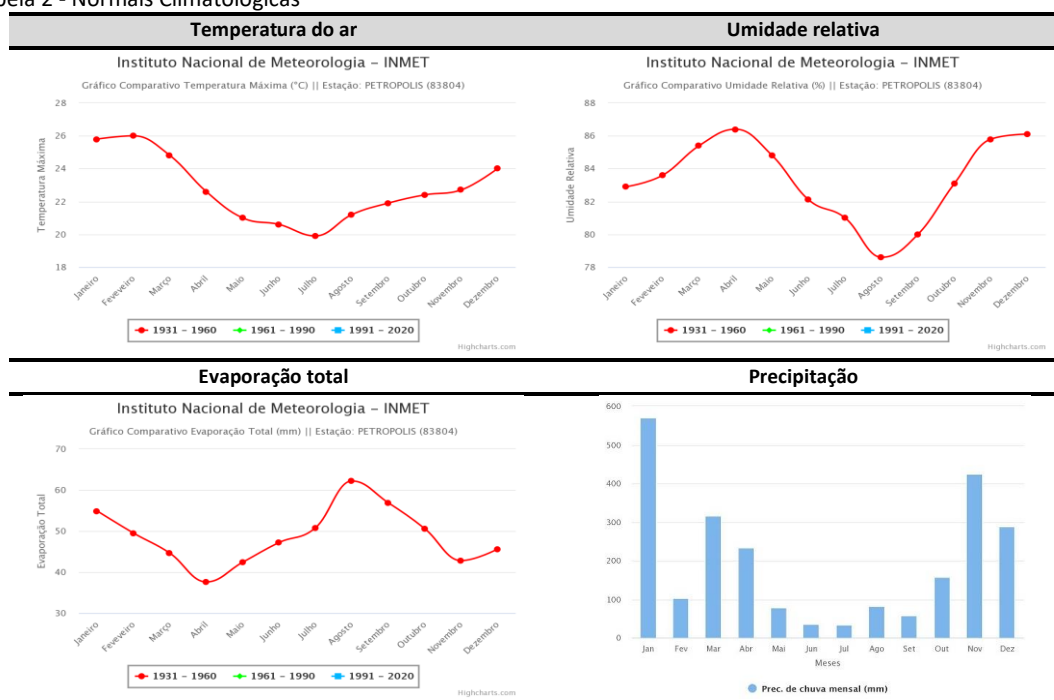 bela 2 - Normais Climatológicas
Temperatura do ar
Umidade relativa
Instituto Nacional de Meteorologia – INMET
Gráfico Comparativo Temperatura Máxima (°C) || Estação: PETROPOLIS (83804)
28
26
24
22
20
18
Temperatura Máxima
Janeiro
Feveveiro
Março
Abril
Maio
Junho
Julho
Agosto
Setembro
Outubro
Novembro
Dezembro
1931 – 1960 1961 – 1990 1991 – 2020
Highcharts.com
Instituto Nacional de Meteorologia – INMET
Gráfico Comparativo Umidade Relativa (%) || Estação: PETROPOLIS (83804)
88
86
84
82
80
78
Umidade Relativa
Janeiro
Feveveiro
Março
Abril
Maio
Junho
Julho
Agosto
Setembro
Outubro
Novembro
Dezembro
1931 – 1960 1961 – 1990 1991 – 2020
Highcharts.com
Evaporação total
Precipitação
Instituto Nacional de Meteorologia – INMET
Gráfico Comparativo Evaporação Total (mm) || Estação: PETROPOLIS (83804)
70
60
50
40
30
Evaporação Total
Janeiro
Feveveiro
Março
Abril
Maio
Junho
Julho
Agosto
Setembro
Outubro
Novembro
Dezembro
1931 – 1960 1961 – 1990 1991 – 2020
Highcharts.com
600
500
400
300
200
100
0
Jan Fev Mar Abr Mai Jun Jul Ago Set Out Nov Dez
Meses
Prec. de chuva mensal (mm)